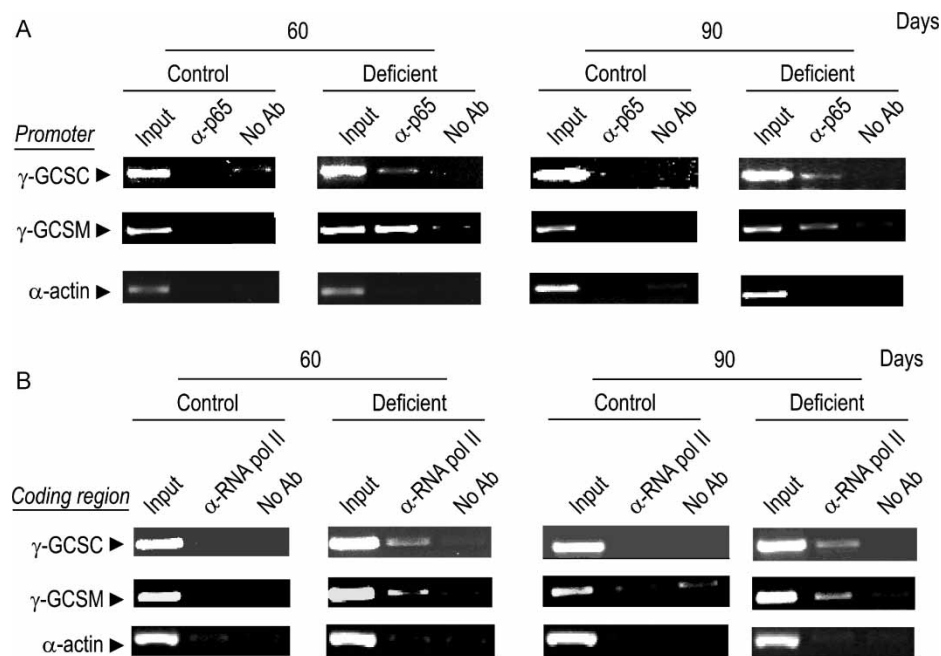 A
60
90
Days
Control
Deficient
Control
Deficient
Promoter
Input
α-p65
No Ab
Input
α-p65
No Ab
Input
α-p65
No Ab
Input
α-p65
No Ab
γ-GCSC ►
γ-GCSM ►
α-actin ►
B
60
90
Days
Control
Deficient
Control
Deficient
Coding region
Input
α-RNA pol II
No Ab
Input
α-RNA pol II
No Ab
Input
α-RNA pol II
No Ab
Input
α-RNA pol II
No Ab
γ-GCSC ►
γ-GCSM ►
α-actin ►